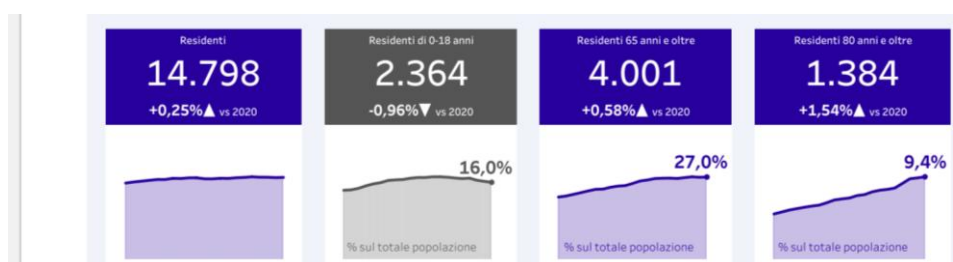 Residenti
14.798
+0,25%▲ vs 2020
Residenti di 0-18 anni
2.364
-0,96%▼ vs 2020
16,0%
% sul totale popolazione
Residenti 65 anni e oltre
4.001
+0,58%▲ vs 2020
27,0%
% sul totale popolazione
Residenti 80 anni e oltre
1.384
+1,54%▲ vs 2020
9,4%
% sul totale popolazione